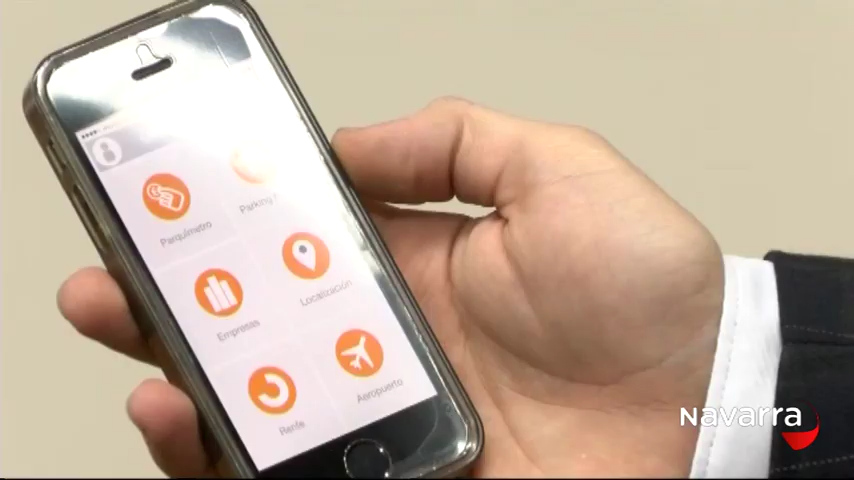 Parquímetro
Parking
Empresas
Localización
Renfe
Aeropuerto
Navarra